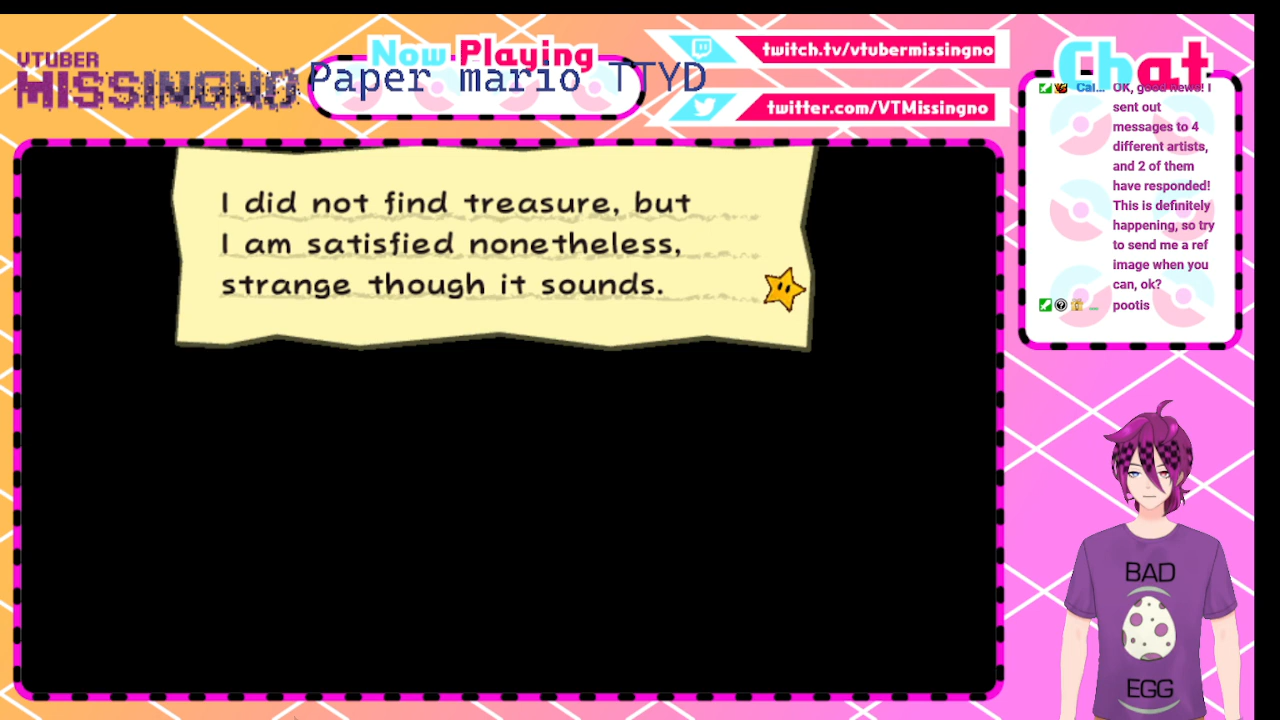 VTUBER
MISSINGNO
Now Playing
Paper mario TTYD
twitch.tv/vtubermissingno
twitter.com/VTMissingno
Chat
I did not find treasure, but
I am satisfied nonetheless,
strange though it sounds.
Cal... OK, good news! I
sent out
messages to 4
different artists,
and 2 of them
have responded!
This is definitely
happening, so try
to send me a ref
image when you
can, ok?
pootis
BAD
EGG